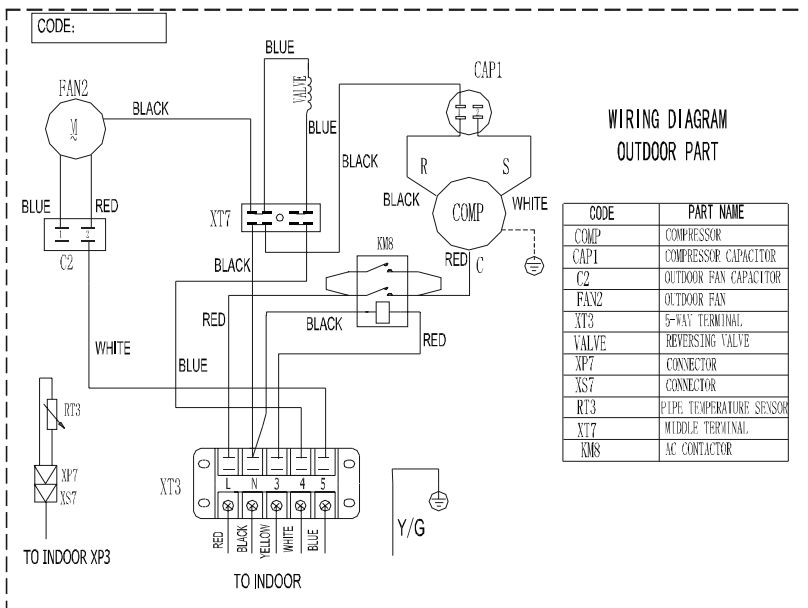 CODE:
BLUE
FAN2
M
~
BLACK
VALVE
BLUE
CAP1
1 2
WIRING DIAGRAM
OUTDOOR PART
BLACK
R
S
BLACK
COMP
WHITE
BLUE
RED
1 2
C2
XT7
KM8
BLACK
RED
C
RED
BLACK
RED
WHITE
BLUE
RT3
XP7
XS7
TO INDOOR XP3
XT3
L N 3 4 5
RED
BLACK
YELLOW
WHITE
BLUE
TO INDOOR
Y/G
CODE PART NAME
COMP COMPRESSOR
CAP1 COMPRESSOR CAPACITOR
C2 OUTDOOR FAN CAPACITOR
FAN2 OUTDOOR FAN
XT3 5-WAY TERMINAL
VALVE REVERSING VALVE
XP7 CONNECTOR
XS7 CONNECTOR
RT3 PIPE TEMPERATURE SENSOR
XT7 MIDDLE TERMINAL
KM8 AC CONTACTOR